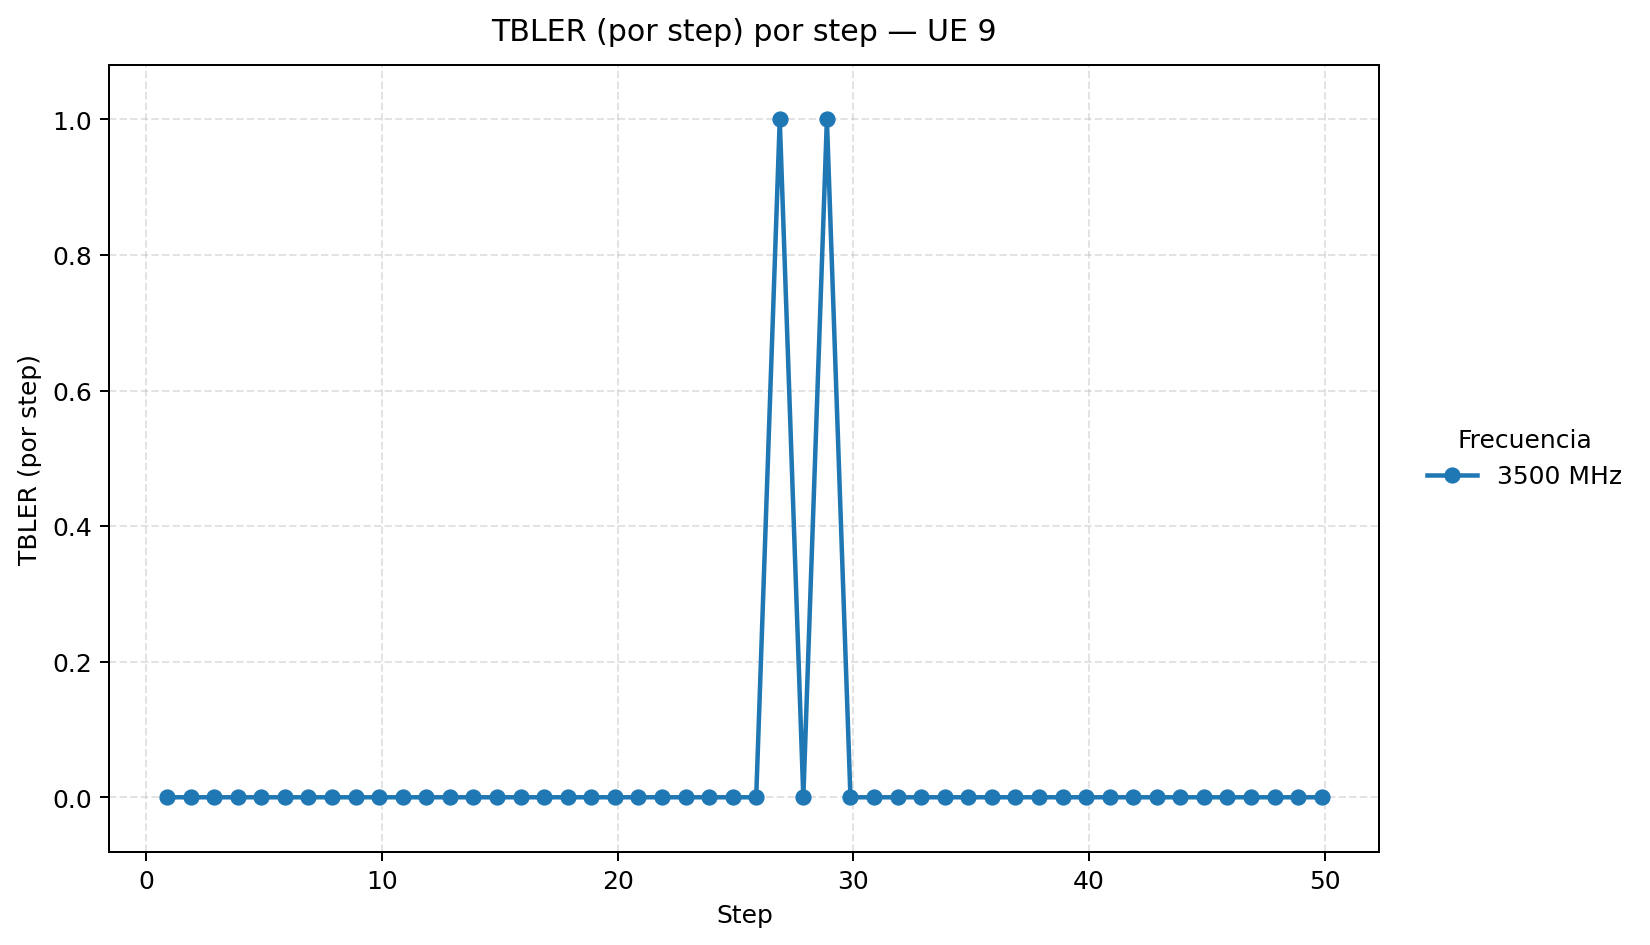 TBLER (por step) por step — UE 9
TBLER (por step)
1.0
0.8
0.6
0.4
0.2
0.0
0 10 20 30 40 50
Step
Frecuencia
3500 MHz